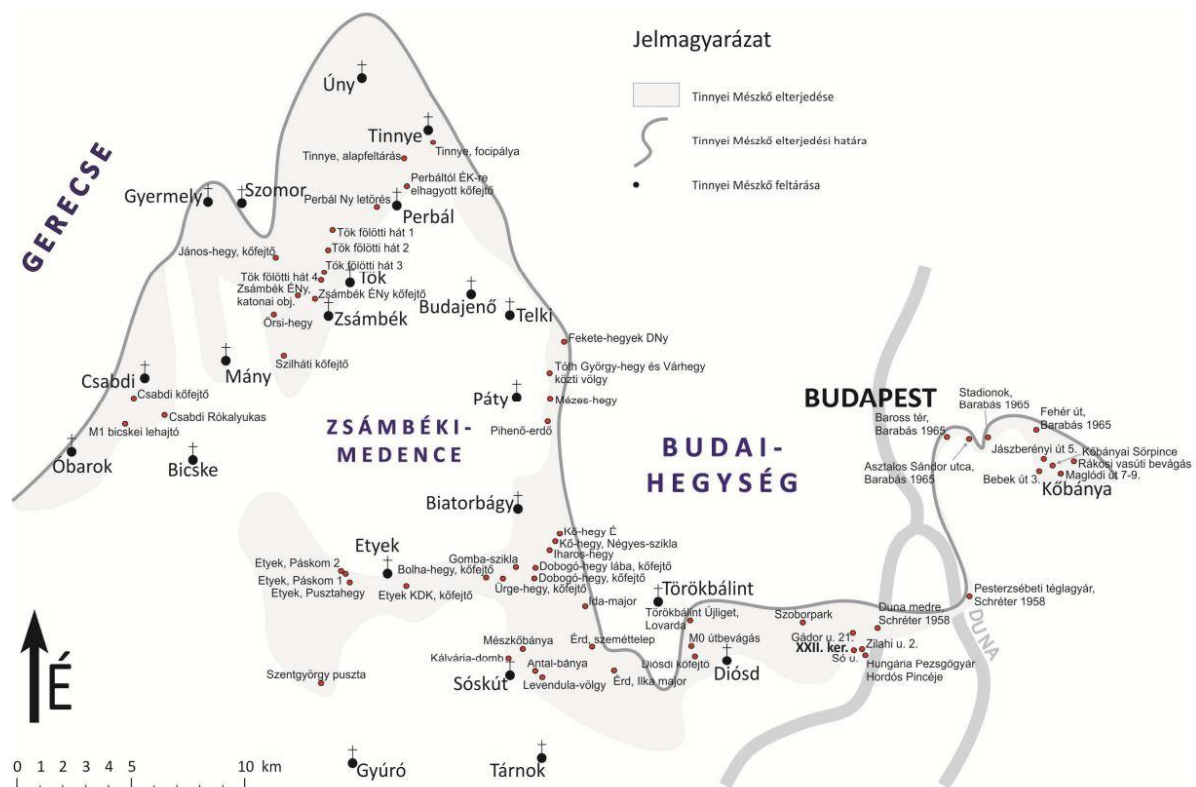 Jelmagyarázat
Tinnyei Mészkő elterjedése
Tinnyei Mészkő elterjedési határa
Tinnyei Mészkő feltárása
Úny
Tinnye
Tinnye, focipálya
Tinnye, alapfeltárás
Perbáltól ÉK-re
elhagyott kőfejtő
GERECSE
Gyermely
Szomor
Perbál Ny letörés
Perbál
Tök fölötti hát 1
Tök fölötti hát 2
János-hegy, kőfejtő
Tök fölötti hát 3
Tök fölötti hát 4
Tök
Zsámbék ÉNy,
katonai obj.
Zsámbék ÉNy kőfejtő
Őrsi-hegy
Zsámbék
Budajenő
Telki
Fekete-hegyek DNy
Szilháti kőfejtő
Mány
Csabdi
Csabdi kőfejtő
Csabdi Rókalyukas
M1 bicskei lehajtó
Óbarok
Bicske
Tóth György-hegy és Várhegy
közti völgy
Páty
Mézes-hegy
Pihenő-erdő
ZSÁMBÉKI-
MEDENCE
BUDAI-
HEGYSÉG
BUDAPEST
Baross tér,
Barabás 1965
Stadionok,
Barabás 1965
Fehér út,
Barabás 1965
Asztalos Sándor utca,
Barabás 1965
Jászberényi út 5.
Kőbányai Sörpince
Rákosi vasúti bevágás
Maglódi út 7-9.
Bebek út 3.
Kőbánya
Biatorbágy
Kő-hegy É
Kő-hegy, Négyes-szikla
Iharos-hegy
Etyek
Gomba-szikla
Dobogó-hegy lába, kőfejtő
Dobogó-hegy, kőfejtő
Etyek, Páskom 2
Etyek, Páskom 1
Etyek, Pusztahegy
Bolha-hegy, kőfejtő
Etyek KDK, kőfejtő
Ürge-hegy, kőfejtő
Ida-major
Törökbálint
Törökbálint Újliget,
Lovarda
Szoborpark
Duna medre,
Schréter 1958
Pesterzsébeti téglagyár,
Schréter 1958
DUNA
Mészkőbánya
Érd, szeméttelep
M0 útbevágás
Gádor u. 21.
XXII. ker.
Zilahi u. 2.
Só u.
Kálvária-domb
Antal-bánya
Diósdi kőfejtő
Diósd
Hungária Pezsgőgyár
Hordós Pincéje
Szentgyörgy puszta
Sóskút
Levendula-völgy
Érd, Ilka major
É
Gyúró
Tárnok
0 1 2 3 4 5 10 km